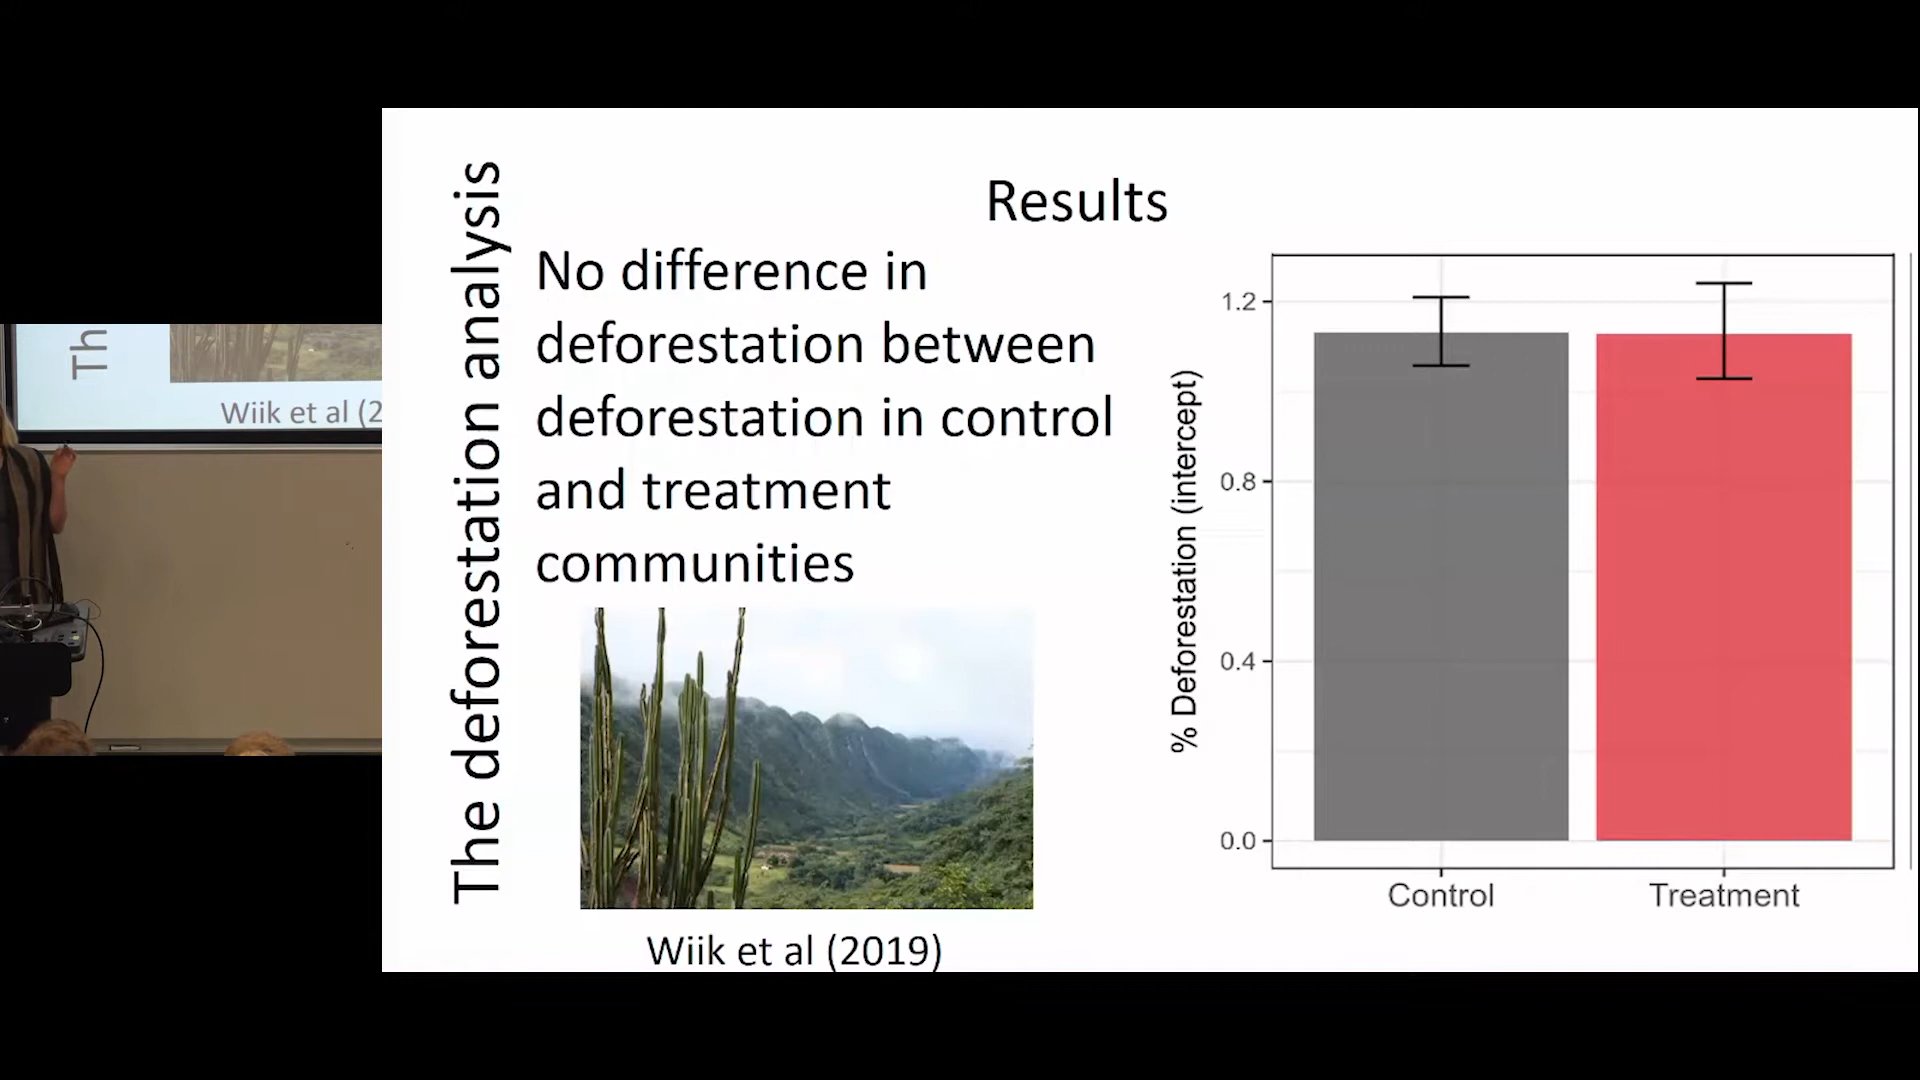 Th
Wiik et al (2
The deforestation analysis
Results
No difference in
deforestation between
deforestation in control
and treatment
communities
Wiik et al (2019)
% Deforestation (intercept)
1.2
0.8
0.4
0.0
Control
Treatment